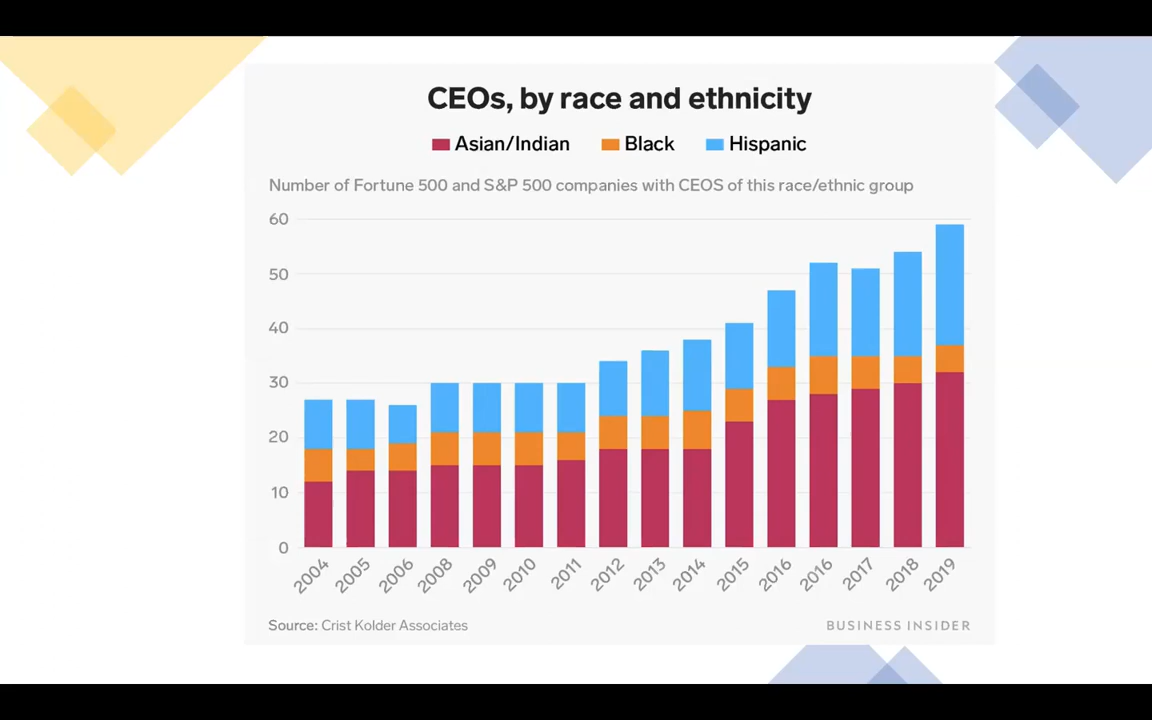 CEOs, by race and ethnicity
Asian/Indian Black Hispanic
Number of Fortune 500 and S&P 500 companies with CEOS of this race/ethnic group
60
50
40
30
20
10
0
2004 2005 2006 2008 2009 2010 2011 2012 2013 2014 2015 2016 2016 2017 2018 2019
Source: Crist Kolder Associates BUSINESS INSIDER